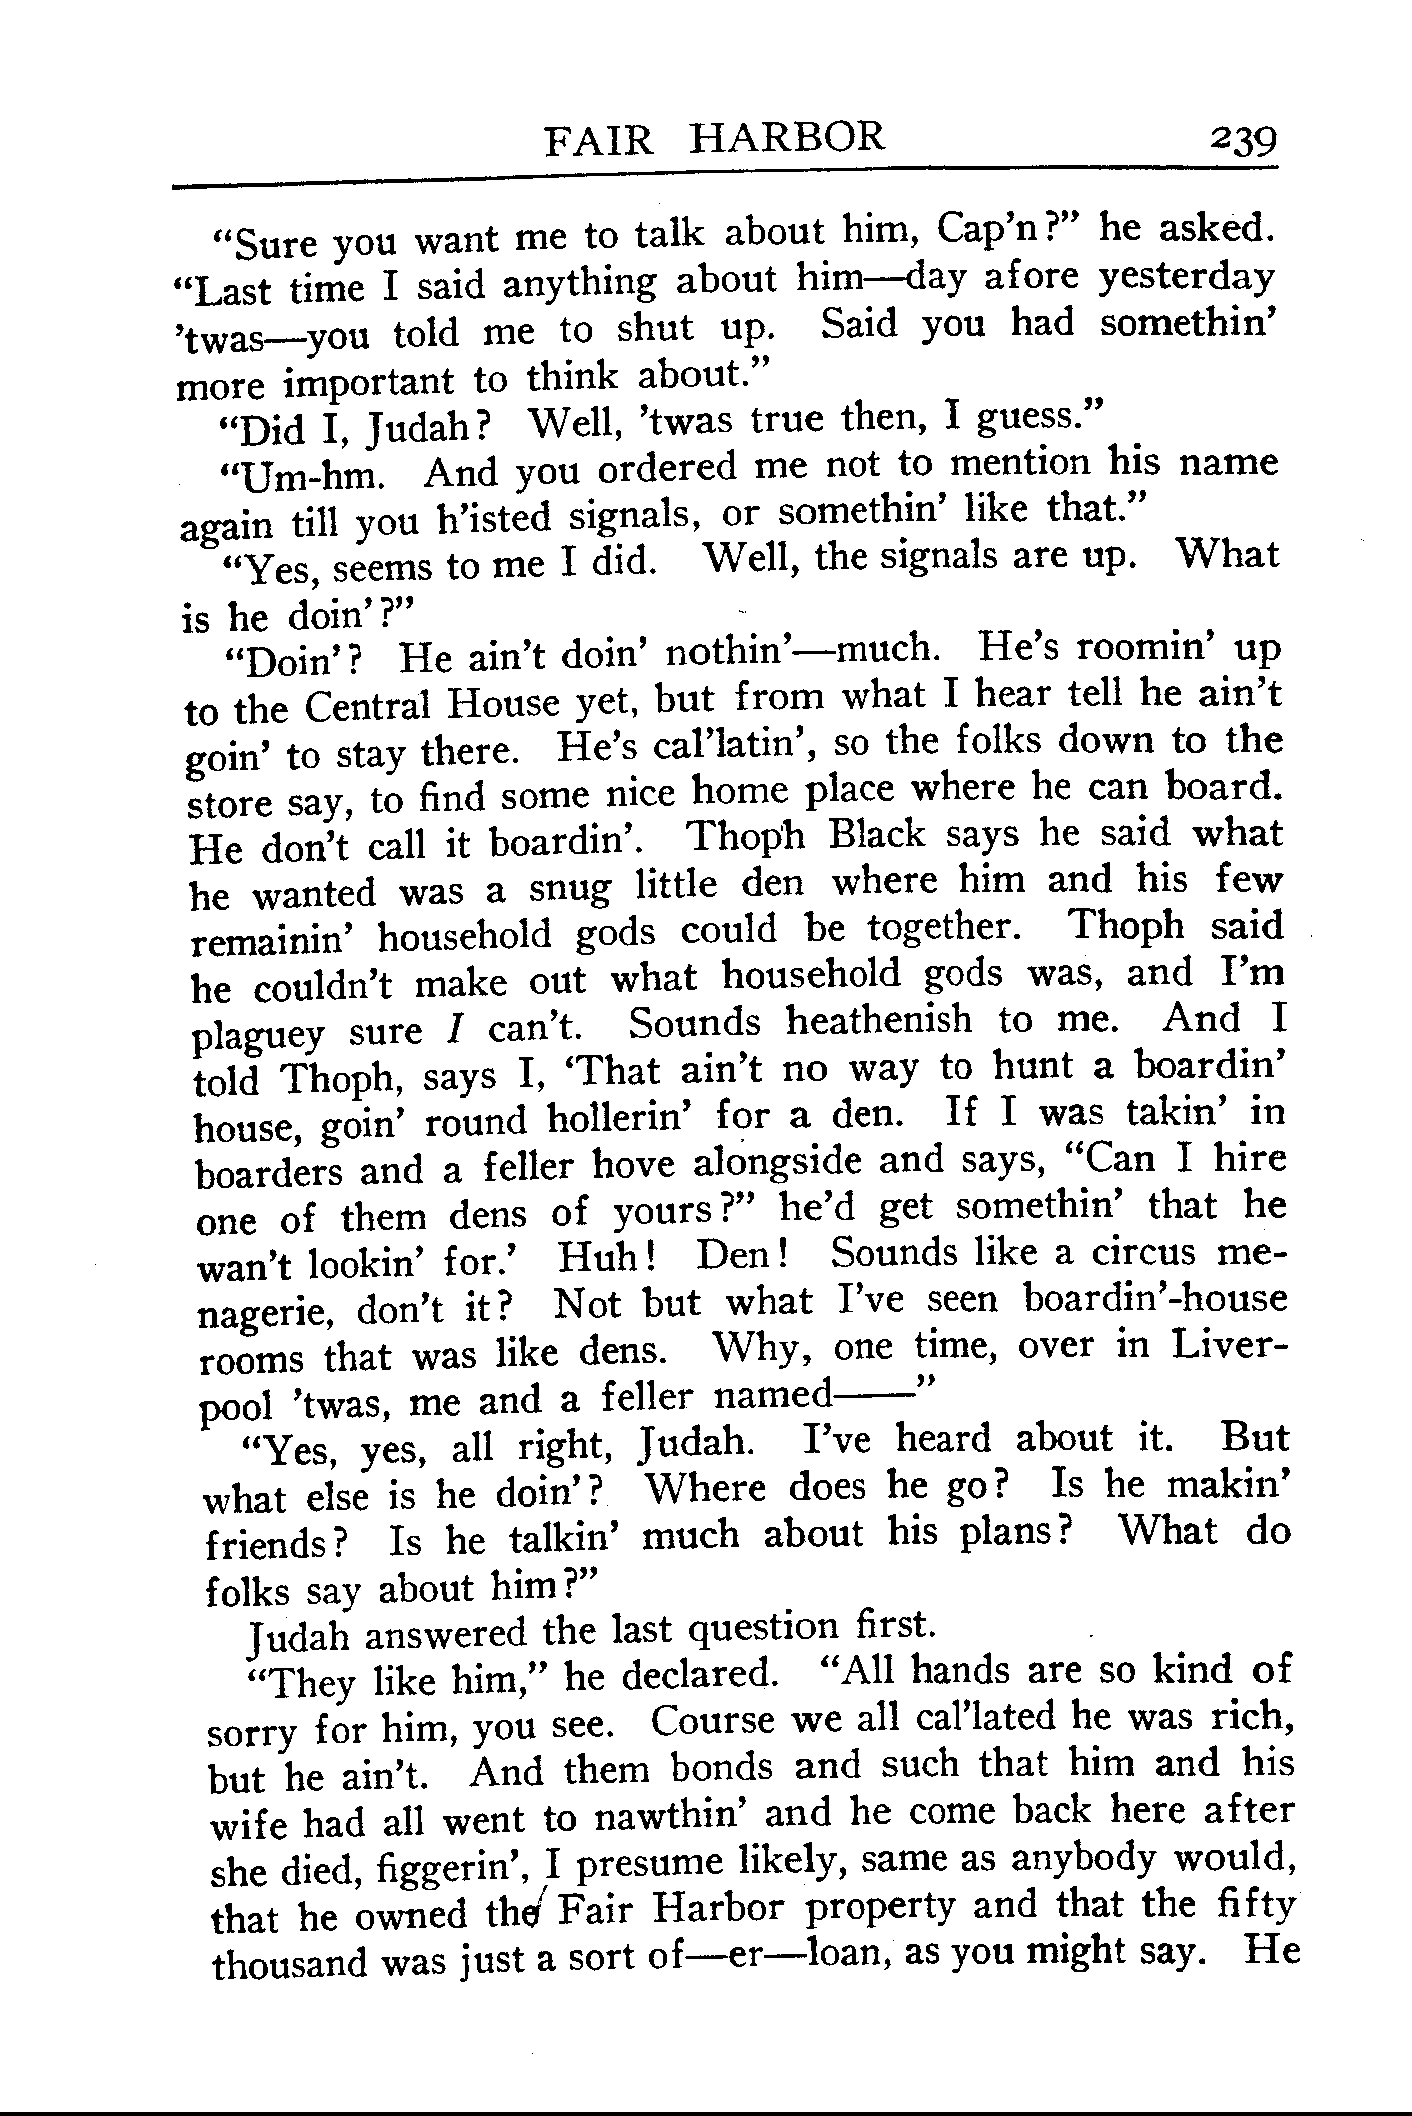 FAIR HARBOR 239
“Sure you want me to talk about him, Cap’n?” he asked.
“Last time I said anything about him—day afore yesterday
’twas—you told me to shut up. Said you had somethin’
more important to think about.”
“Did I, Judah? Well, ’twas true then, I guess.”
“Um-hm. And you ordered me not to mention his name
again till you h’isted signals, or somethin’ like that.”
“Yes, seems to me I did. Well, the signals are up. What
is he doin’?”
“Doin’? He ain’t doin’ nothin’—much. He’s roomin’ up
to the Central House yet, but from what I hear tell he ain’t
goin’ to stay there. He’s cal’latin’, so the folks down to the
store say, to find some nice home place where he can board.
He don’t call it boardin’. Thoph Black says he said what
he wanted was a snug little den where him and his few
remainin’ household gods could be together. Thoph said
he couldn’t make out what household gods was, and I’m
plaguey sure I can’t. Sounds heathenish to me. And I
told Thoph, says I, ‘That ain’t no way to hunt a boardin’
house, goin’ round hollerin’ for a den. If I was takin’ in
boarders and a feller hove alongside and says, “Can I hire
one of them dens of yours?” he’d get somethin’ that he
wan’t lookin’ for.’ Huh! Den! Sounds like a circus me-
nagerie, don’t it? Not but what I’ve seen boardin’-house
rooms that was like dens. Why, one time, over in Liver-
pool ’twas, me and a feller named——”
“Yes, yes, all right, Judah. I’ve heard about it. But
what else is he doin’? Where does he go? Is he makin’
friends? Is he talkin’ much about his plans? What do
folks say about him?”
Judah answered the last question first.
“They like him,” he declared. “All hands are so kind of
sorry for him, you see. Course we all cal’lated he was rich,
but he ain’t. And them bonds and such that him and his
wife had all went to nawthin’ and he come back here after
she died, figgerin’, I presume likely, same as anybody would,
that he owned the Fair Harbor property and that the fifty
thousand was just a sort of—er—loan, as you might say. He